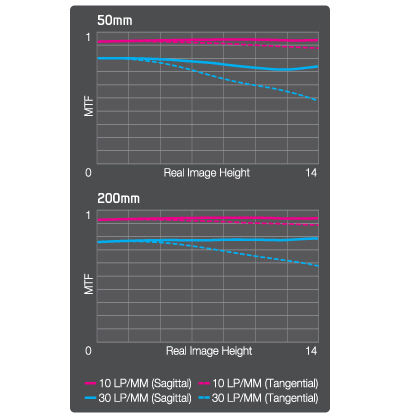 50mm
1
MTF
0 Real Image Height 14
200mm
1
MTF
0 Real Image Height 14
10 LP/MM (Sagittal) 10 LP/MM (Tangential)
30 LP/MM (Sagittal) 30 LP/MM (Tangential)